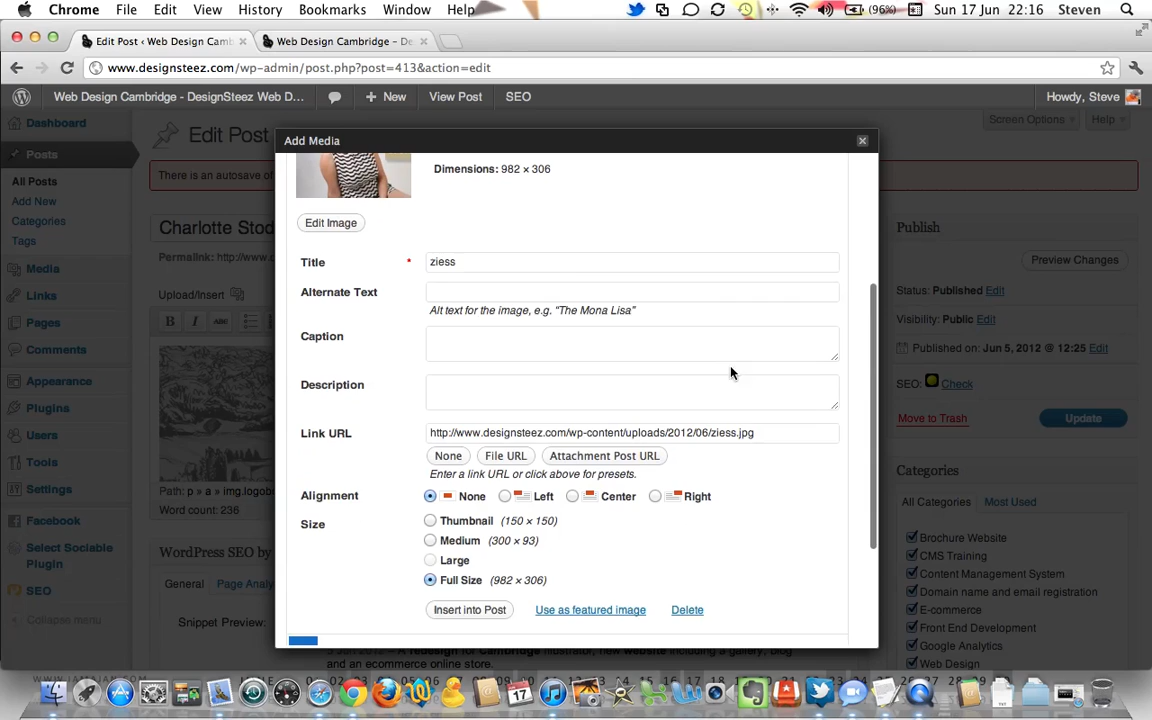 Chrome File Edit View History Bookmarks Window Help (96%) Sun 17 Jun 22:16 Steven
Edit Post ‹ Web Design Camb Web Design Cambridge - De
www.designsteez.com/wp-admin/post.php?post=413&action=edit
Web Design Cambridge - DesignSteez Web D... New View Post SEO Howdy, Steve
Dashboard
Posts
All Posts
Add New
Categories
Tags
Media
Links
Pages
Comments
Appearance
Plugins
Users
Tools
Settings
Facebook
Select Sociable
Plugin
SEO
Collapse menu
Edit Post
Screen Options Help
There is an autosave of
Charlotte Stod
Permalink: http://www.c
Upload/Insert
B I ABC
Path: p » a » img.logobi
Word count: 236
WordPress SEO by
General Page Analy
Snippet Preview:
5 Jun 2012 – A redesign for Cambridge illustrator, new website including a gallery, blog
and an ecommerce online store.
Add Media
Dimensions: 982 × 306
Edit Image
Title * ziess
Alternate Text
Alt text for the image, e.g. “The Mona Lisa”
Caption
Description
Link URL http://www.designsteez.com/wp-content/uploads/2012/06/ziess.jpg
None File URL Attachment Post URL
Enter a link URL or click above for presets.
Alignment None Left Center Right
Size Thumbnail (150 × 150)
Medium (300 × 93)
Large
Full Size (982 × 306)
Insert into Post Use as featured image Delete
Publish
Preview Changes
Status: Published Edit
Visibility: Public Edit
Published on: Jun 5, 2012 @ 12:25 Edit
SEO: Check
Move to Trash Update
Categories
All Categories Most Used
Brochure Website
CMS Training
Content Management System
Domain name and email registration
E-commerce
Front End Development
Google Analytics
Web Design